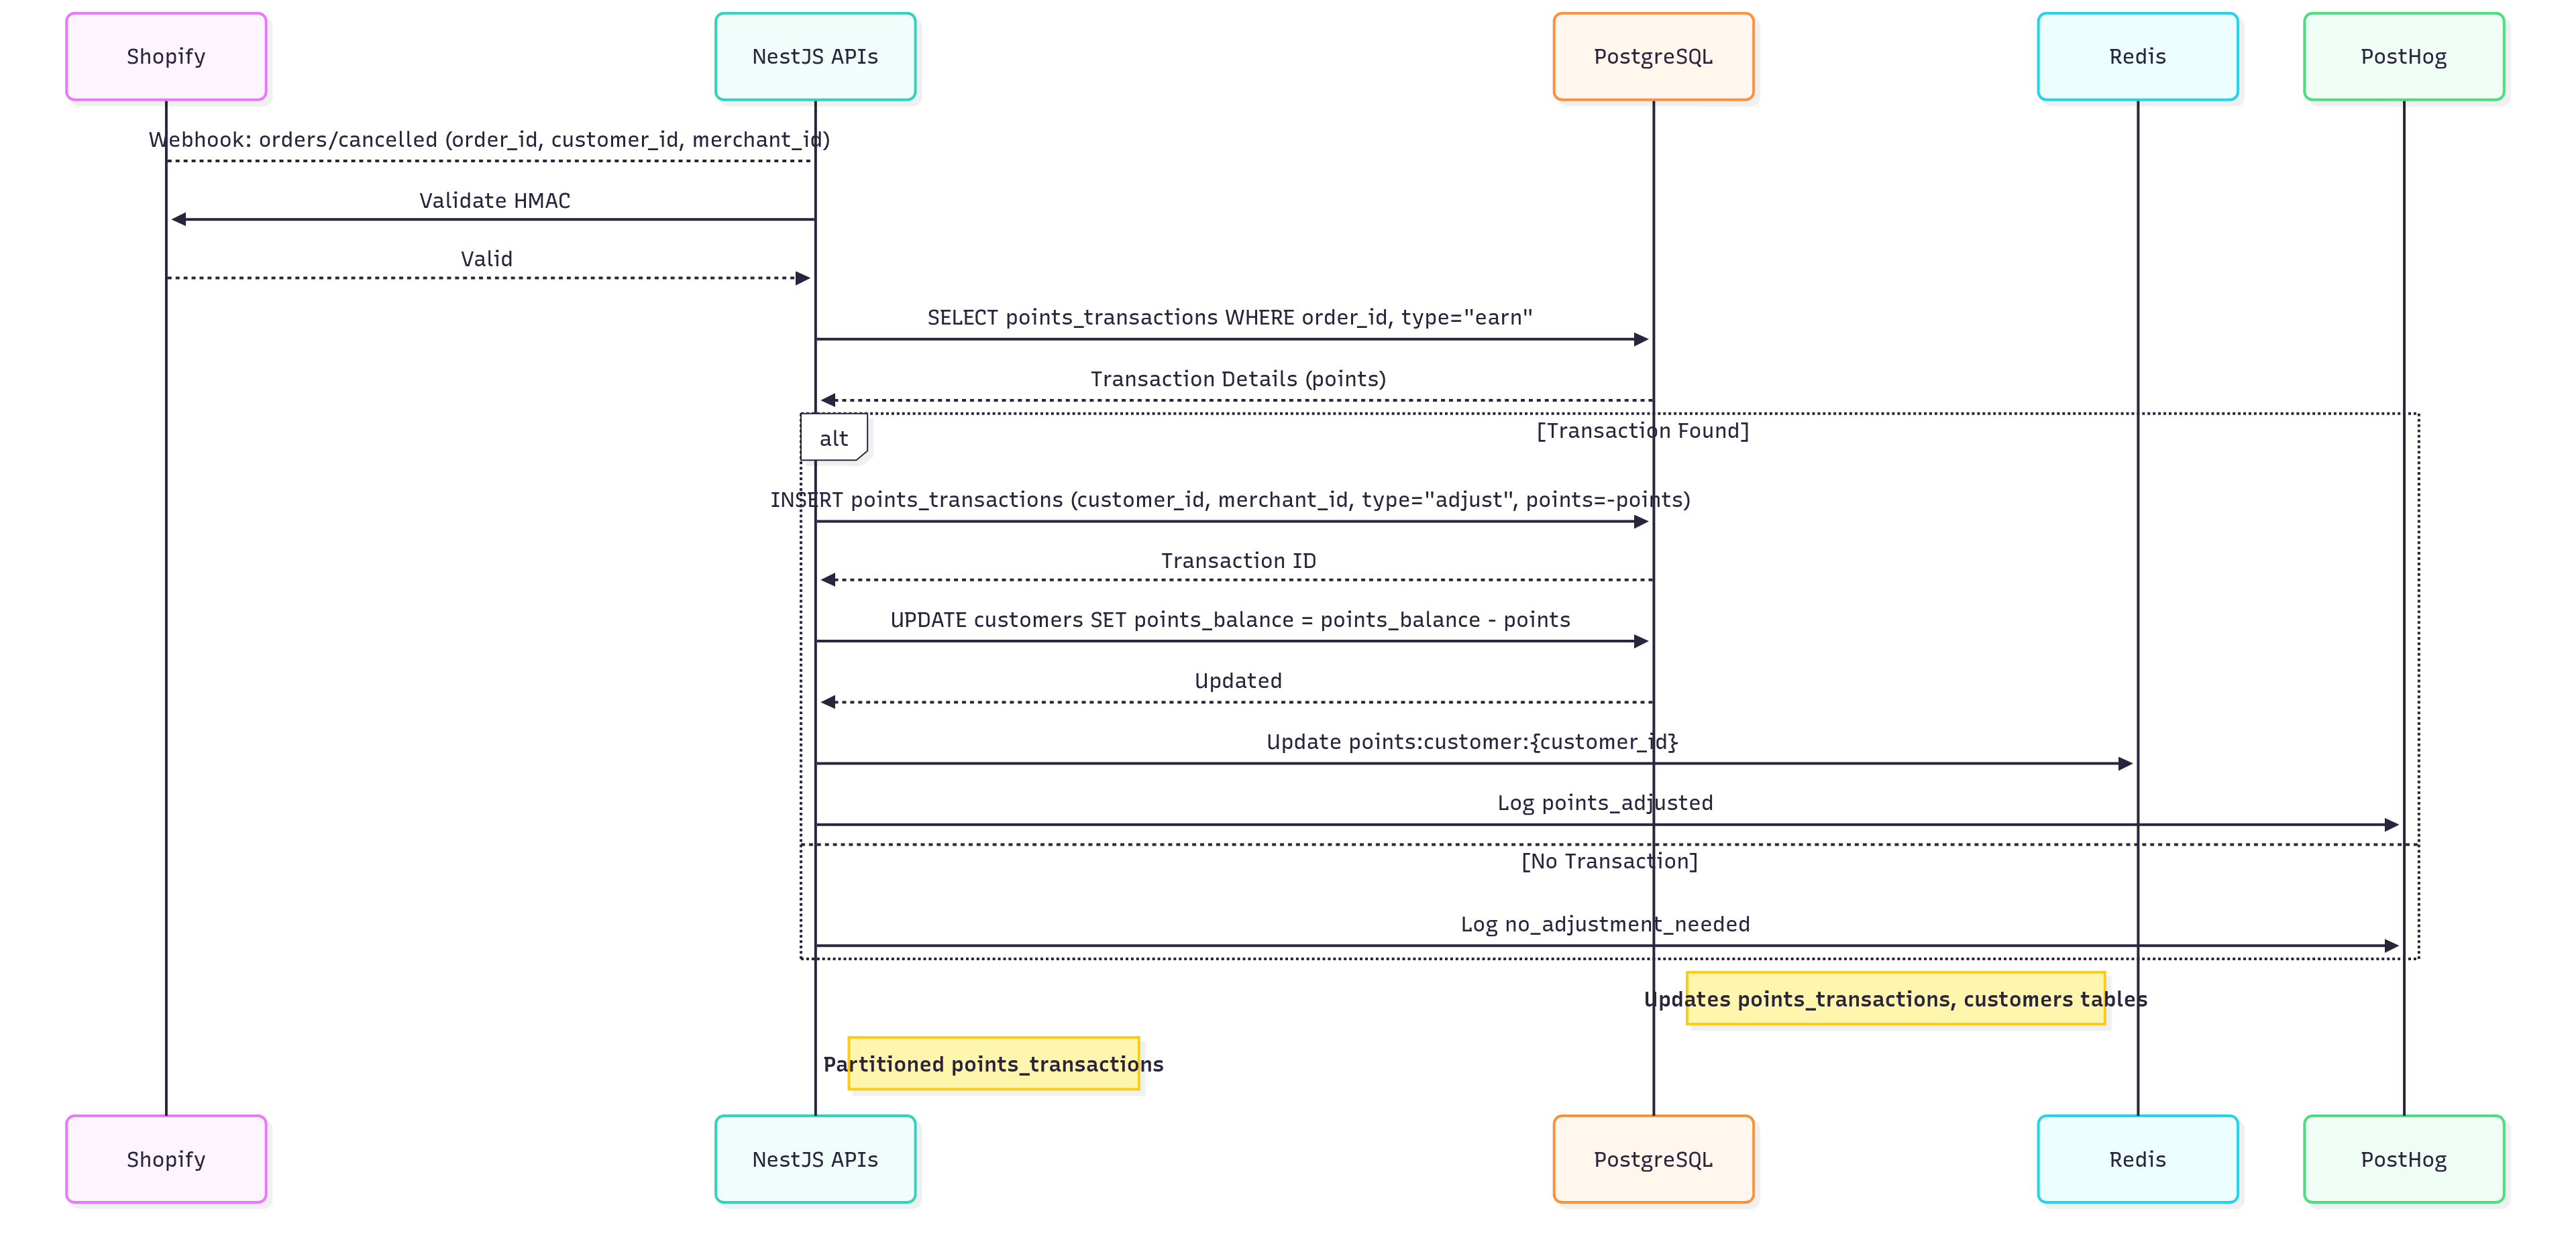 Shopify
NestJS APIs
PostgreSQL
Redis
PostHog
Webhook: orders/cancelled (order_id, customer_id, merchant_id)
Validate HMAC
Valid
SELECT points_transactions WHERE order_id, type="earn"
Transaction Details (points)
alt
[Transaction Found]
INSERT points_transactions (customer_id, merchant_id, type="adjust", points=-points)
Transaction ID
UPDATE customers SET points_balance = points_balance - points
Updated
Update points:customer:{customer_id}
Log points_adjusted
[No Transaction]
Log no_adjustment_needed
Updates points_transactions, customers tables
Partitioned points_transactions
Shopify
NestJS APIs
PostgreSQL
Redis
PostHog